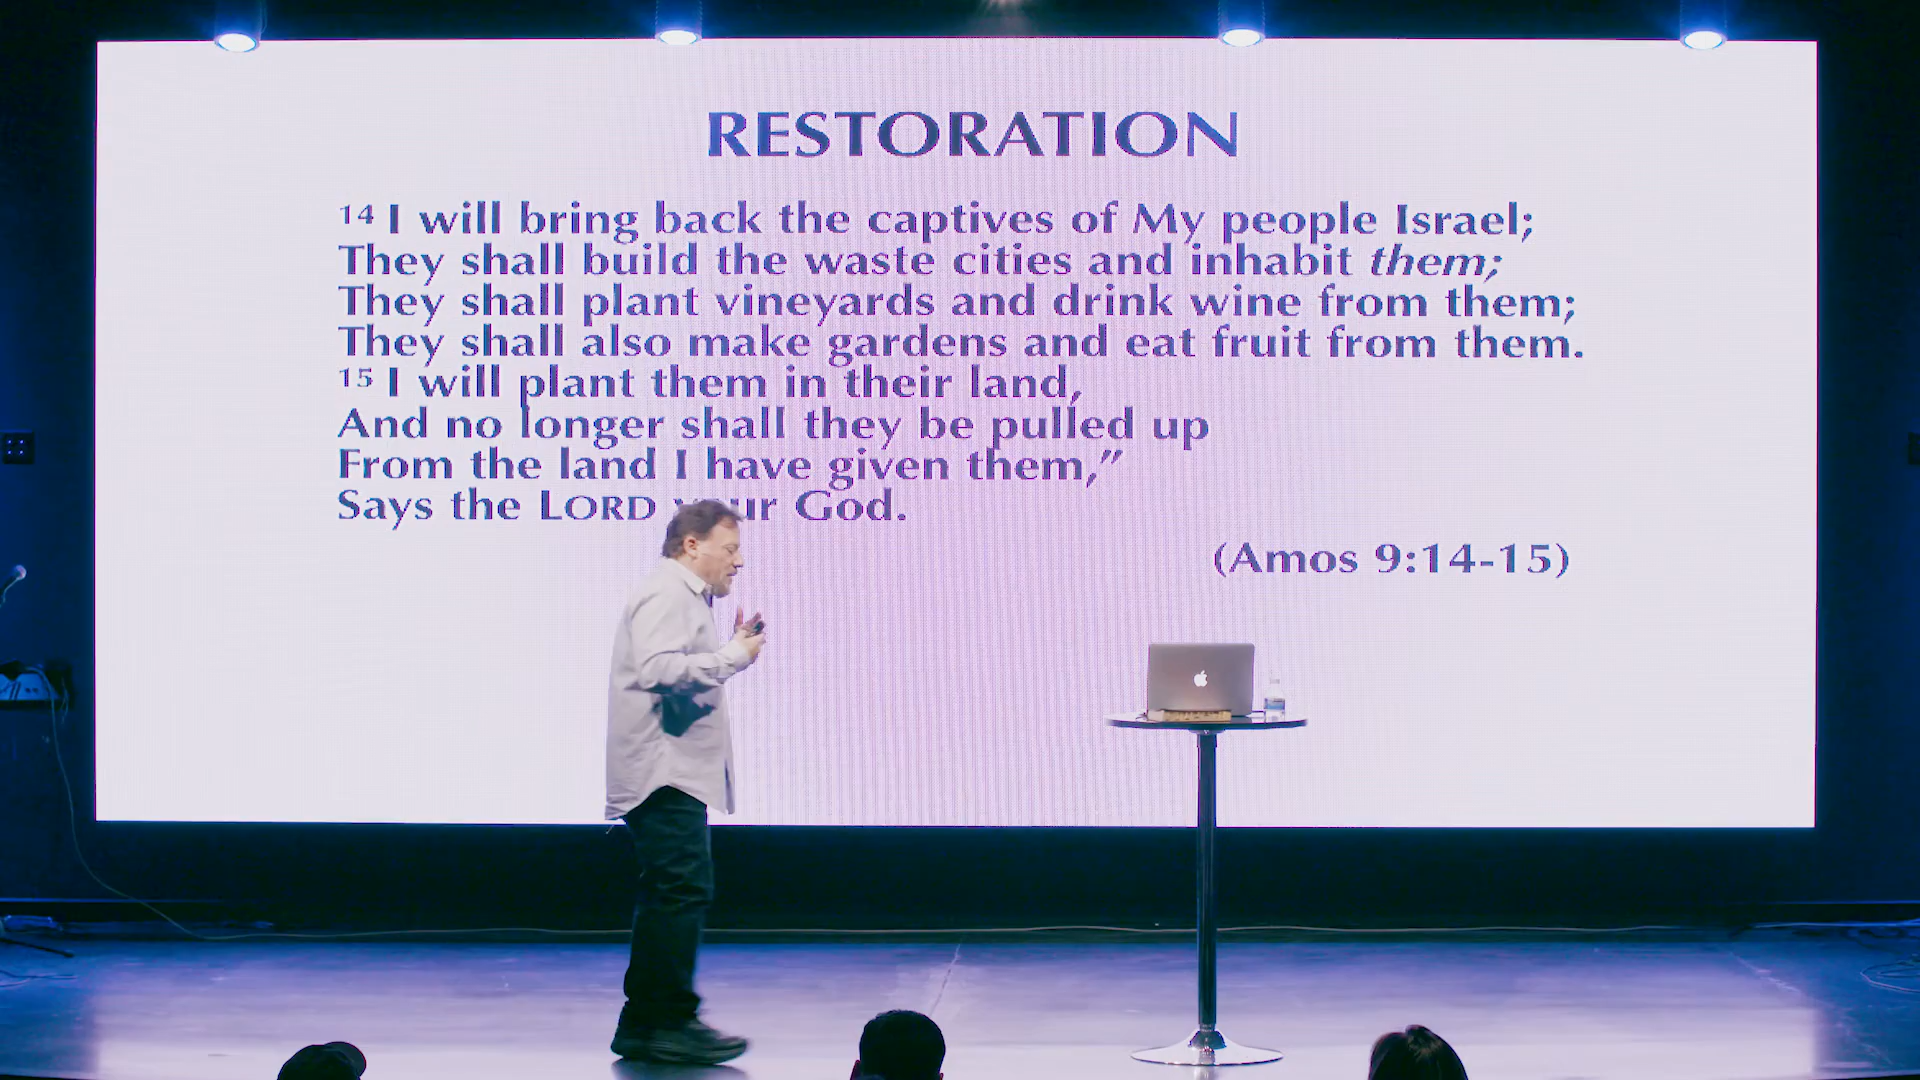 RESTORATION
14 I will bring back the captives of My people Israel;
They shall build the waste cities and inhabit them;
They shall plant vineyards and drink wine from them;
They shall also make gardens and eat fruit from them.
15 I will plant them in their land,
And no longer shall they be pulled up
From the land I have given them,”
Says the LORD your God.
(Amos 9:14-15)